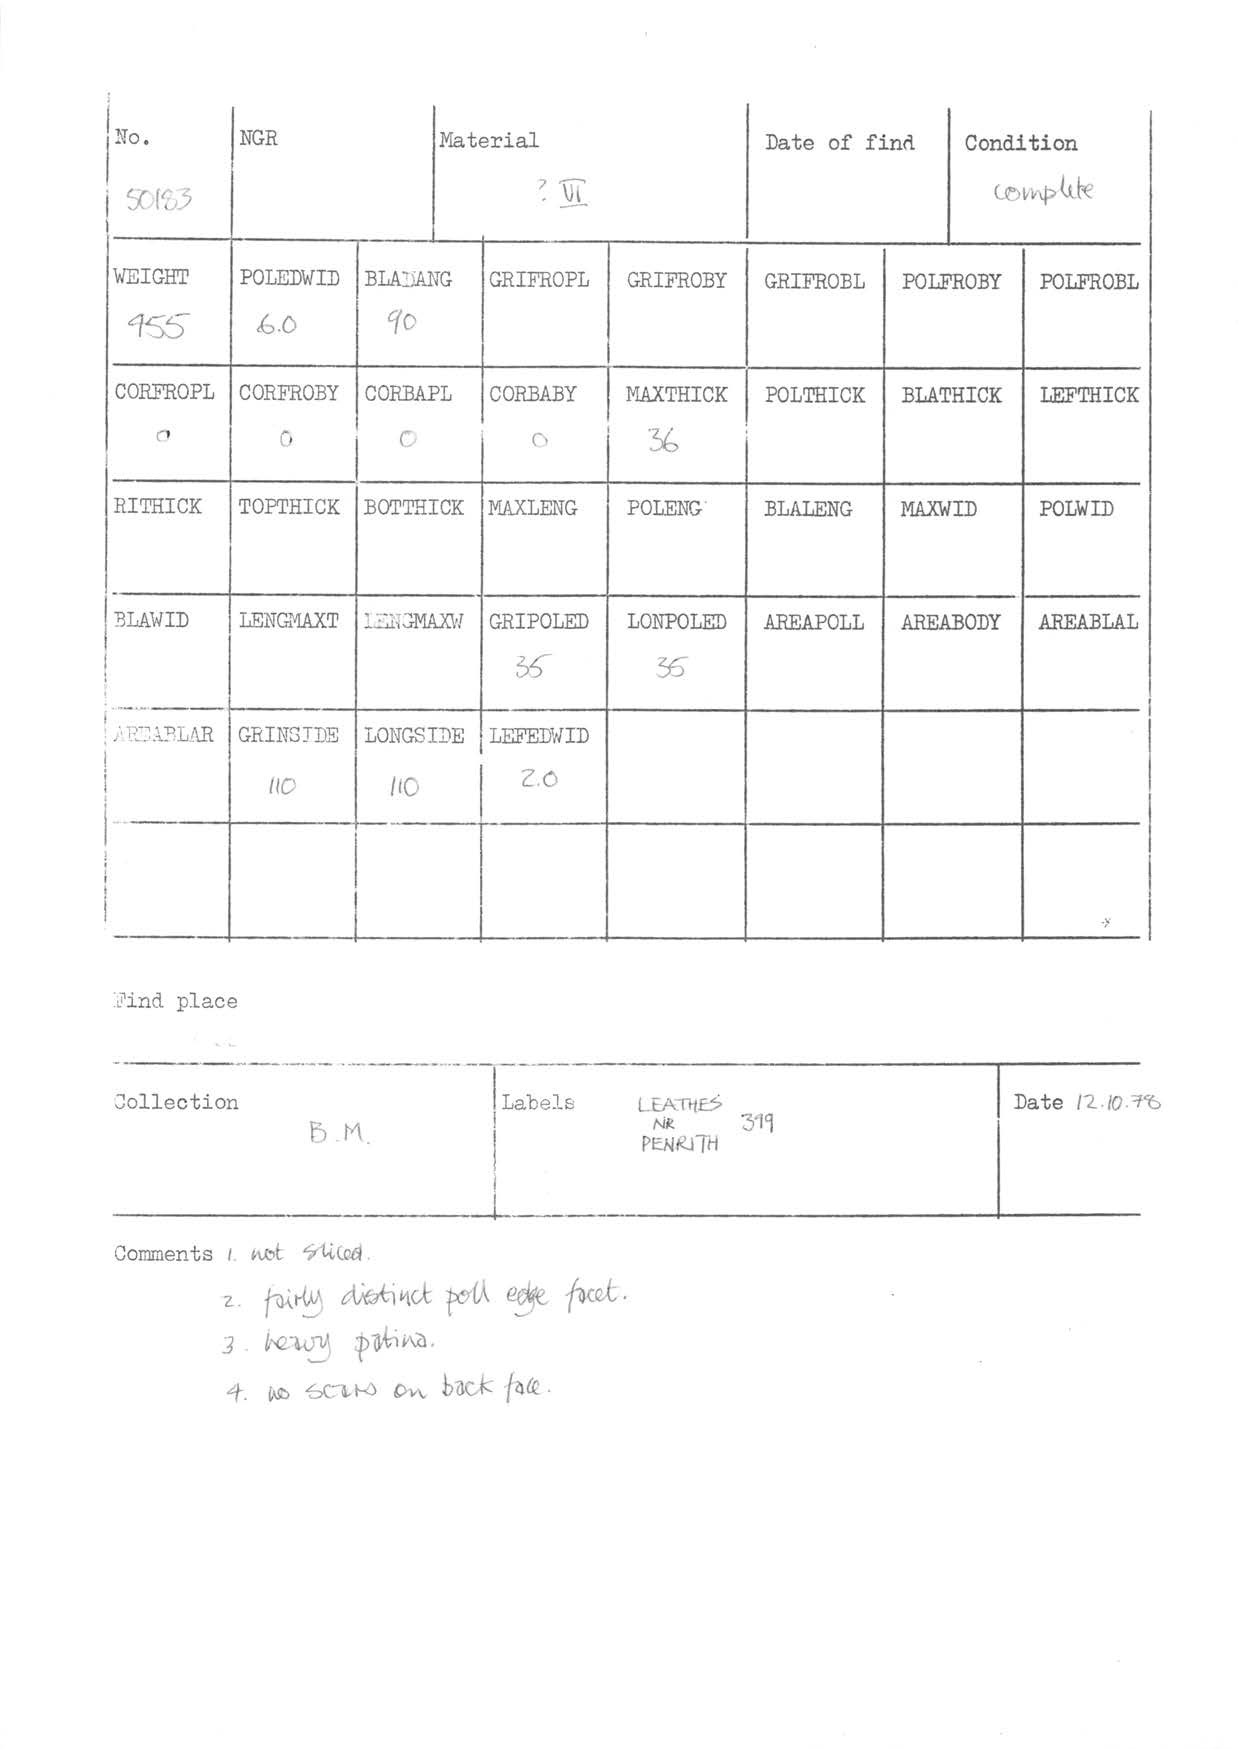 No. NGR Material Date of find Condition
50183 ? VI complete
WEIGHT POLEDWID BLADANG GRIFROPL GRIFROBY GRIFROBL POLFROBY POLFROBL
455 6.0 90
CORFROPL CORFROBY CORBAPL CORBABY MAXTHICK POLTHICK BLATHICK LEFTHICK
0 0 0 0 36
RITHICK TOPTHICK BOTTHICK MAXLENG POLENG BLALENG MAXWID POLWID
BLAWID LENGMAXT LENGMAXW GRIPOLED LONPOLED AREAPOLL AREABODY AREABLAL
35 35
AREABLAR GRINSIDE LONGSIDE LEFEDWID
110 110 2.0
Find place
Collection Labels LEATHES Date 12.10.78
B.M. NR 399
PENRITH
Comments 1. not sliced.
2. fairly distinct poll edge facet.
3. heavy patina.
4. no scars on back face.